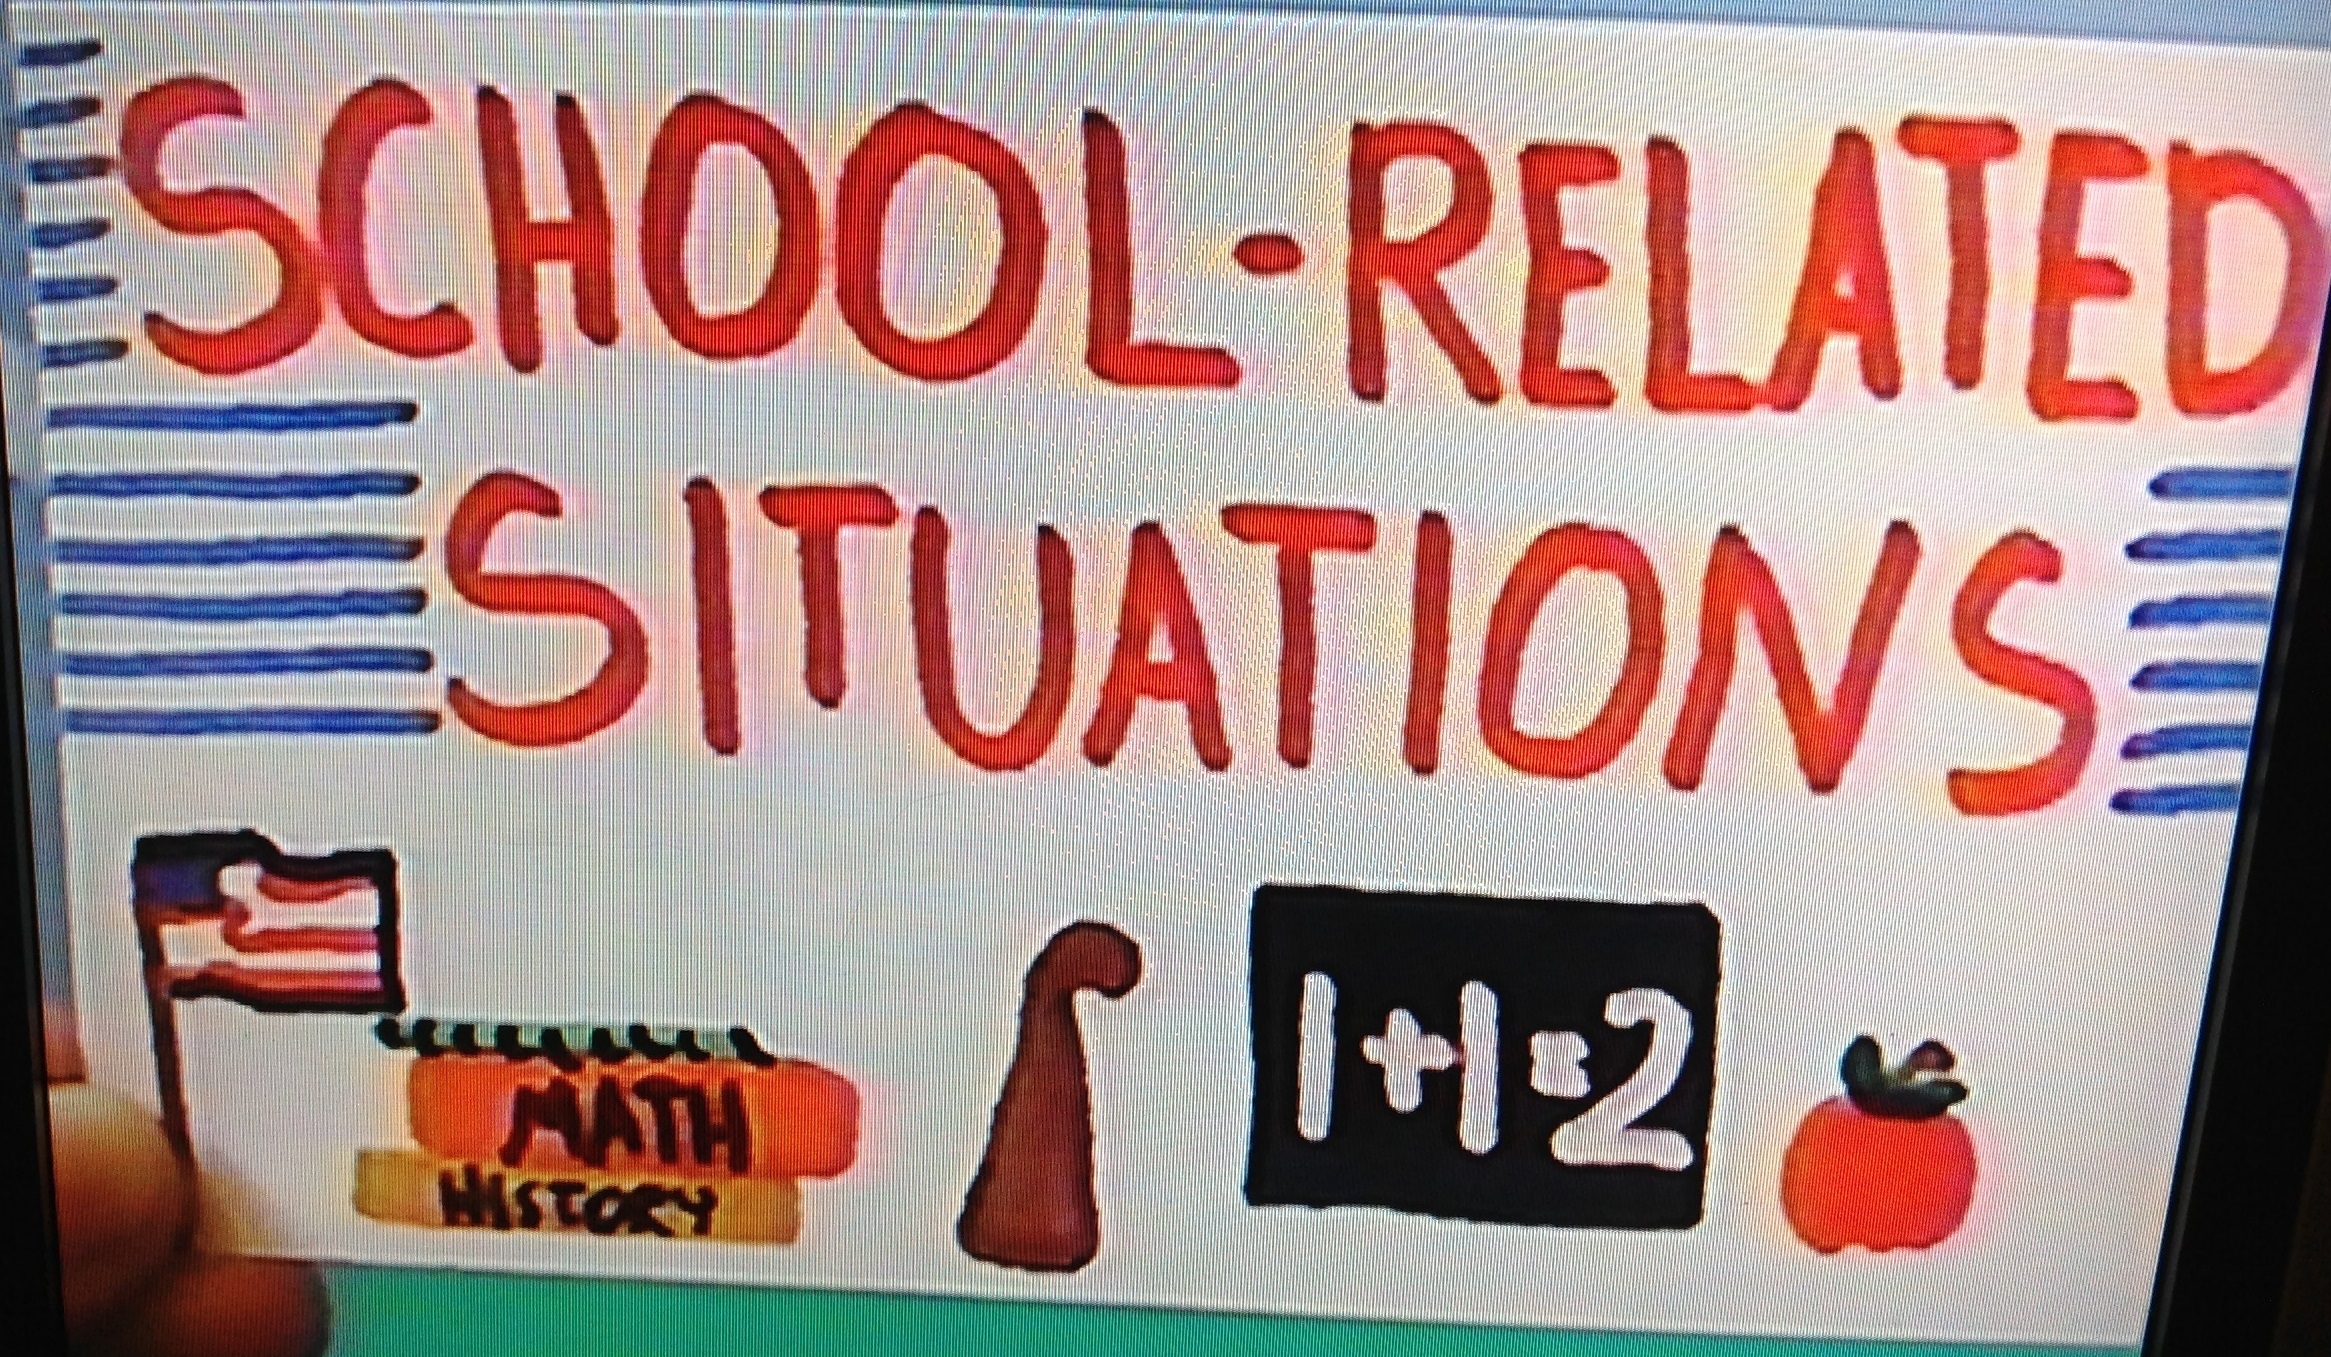 SCHOOL-RELATED
SITUATIONS
MATH
HISTORY
1+1=2